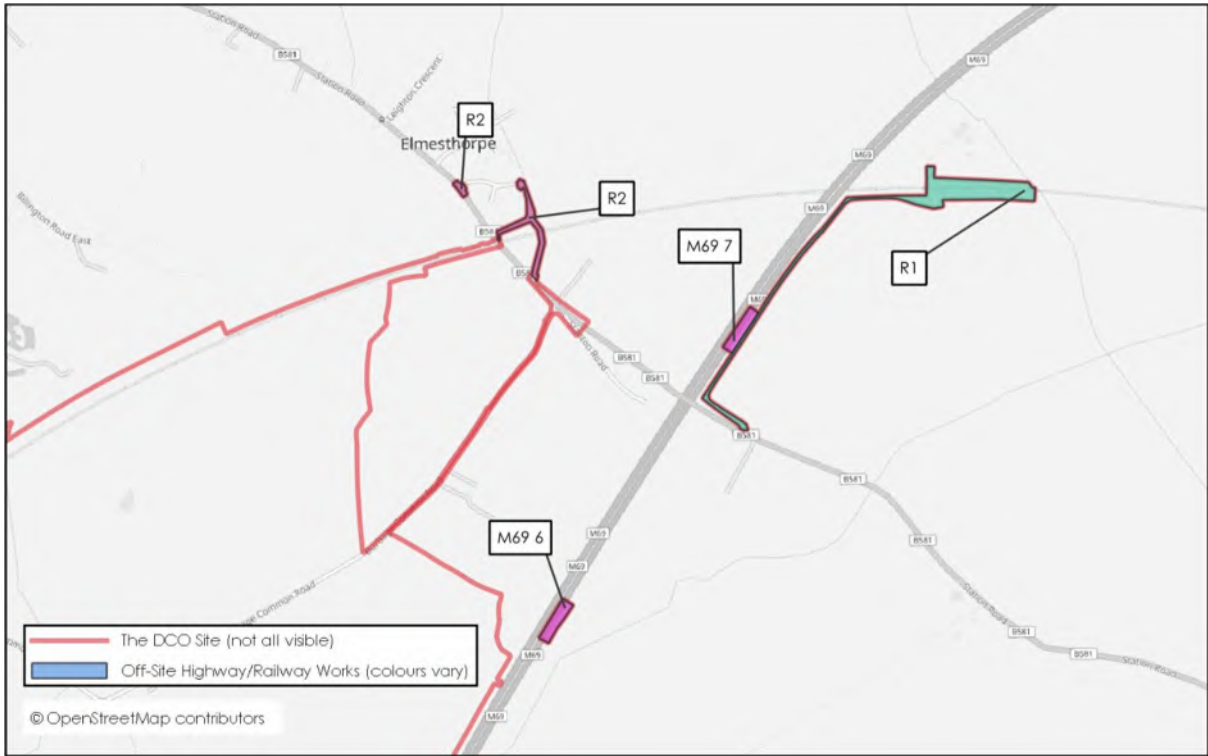 Station Road
B581
Station Road
Leighton Crescent
Elmesthorpe
R2
R2
M69
M69
M69
M69 7
R1
Billington Road East
B581
B581
B581
B581
B581
B581
Station Road
B581
B581
Station Road
M69
M69
M69 6
M69
M69
Common Road
The DCO Site (not all visible)
Off-Site Highway/Railway Works (colours vary)
© OpenStreetMap contributors